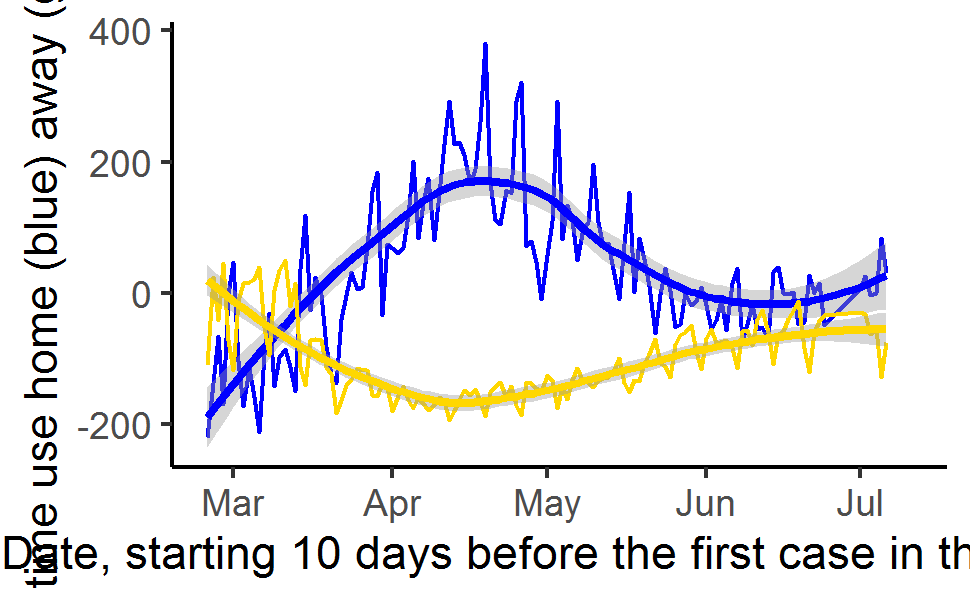 time use home (blue) away (
400
200
0
-200
Mar Apr May Jun Jul
Date, starting 10 days before the first case in th